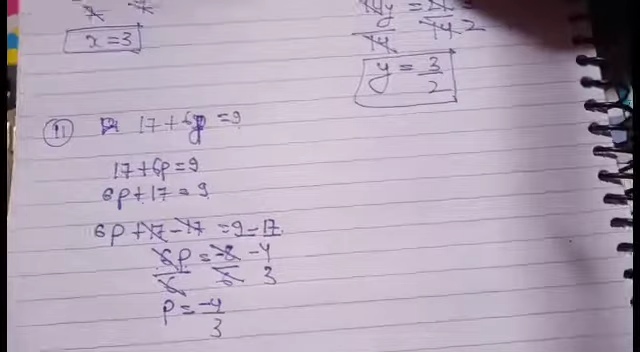 x = 3
y = 3/2
11 17 + 6p = 9
17 + 6p = 9
6p + 17 = 9
6p + 17 - 17 = 9 - 17
6p/6 = -8/6 -4/3
p = -4/3